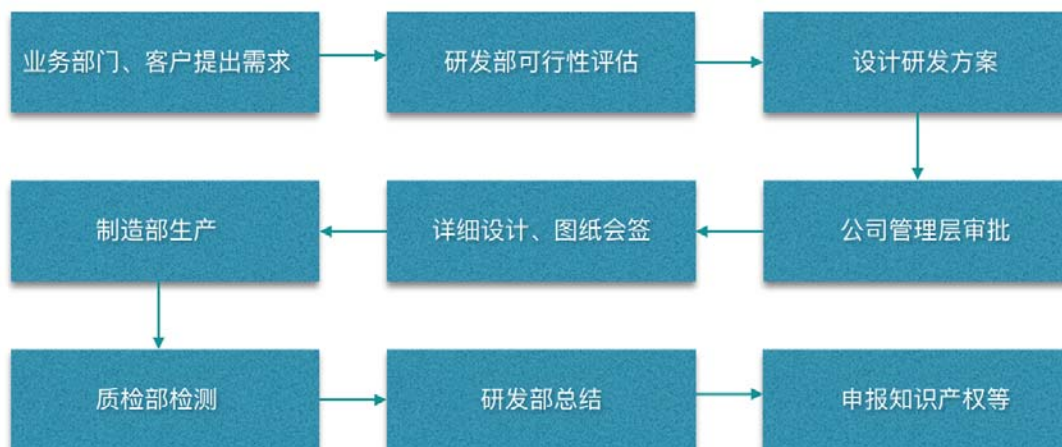 业务部门、客户提出需求
研发部可行性评估
设计研发方案
公司管理层审批
详细设计、图纸会签
制造部生产
质检部检测
研发部总结
申报知识产权等